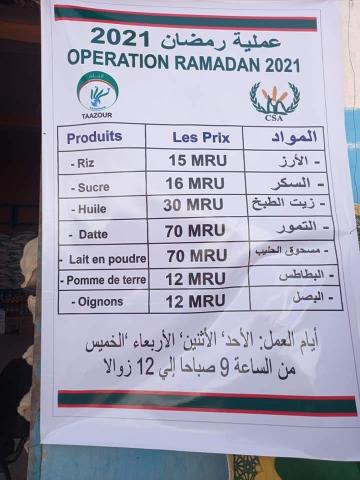 عملية رمضان 2021
OPERATION RAMADAN 2021
TAAZOUR
CSA
Produits Les Prix المواد
- Riz 15 MRU - الأرز
- Sucre 16 MRU - السكر
- Huile 30 MRU - زيت الطبخ
- Datte 70 MRU - التمور
- Lait en poudre 70 MRU - مسحوق الحليب
- Pomme de terre 12 MRU - البطاطس
- Oignons 12 MRU - البصل
أيام العمل: الأحد، الأثنين، الأربعاء، الخميس
من الساعة 9 صباحا إلي 12 زوالا